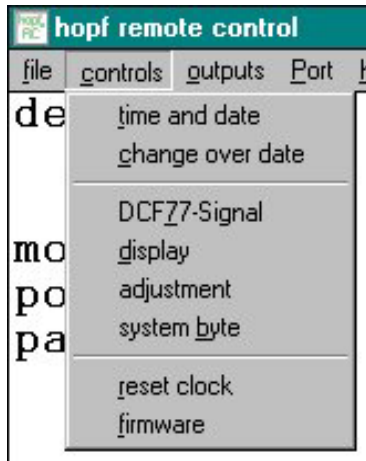 hopf remote control
file controls outputs Port
de
time and date
change over date
DCF77-Signal
mo
display
po
adjustment
pa
system byte
reset clock
firmware